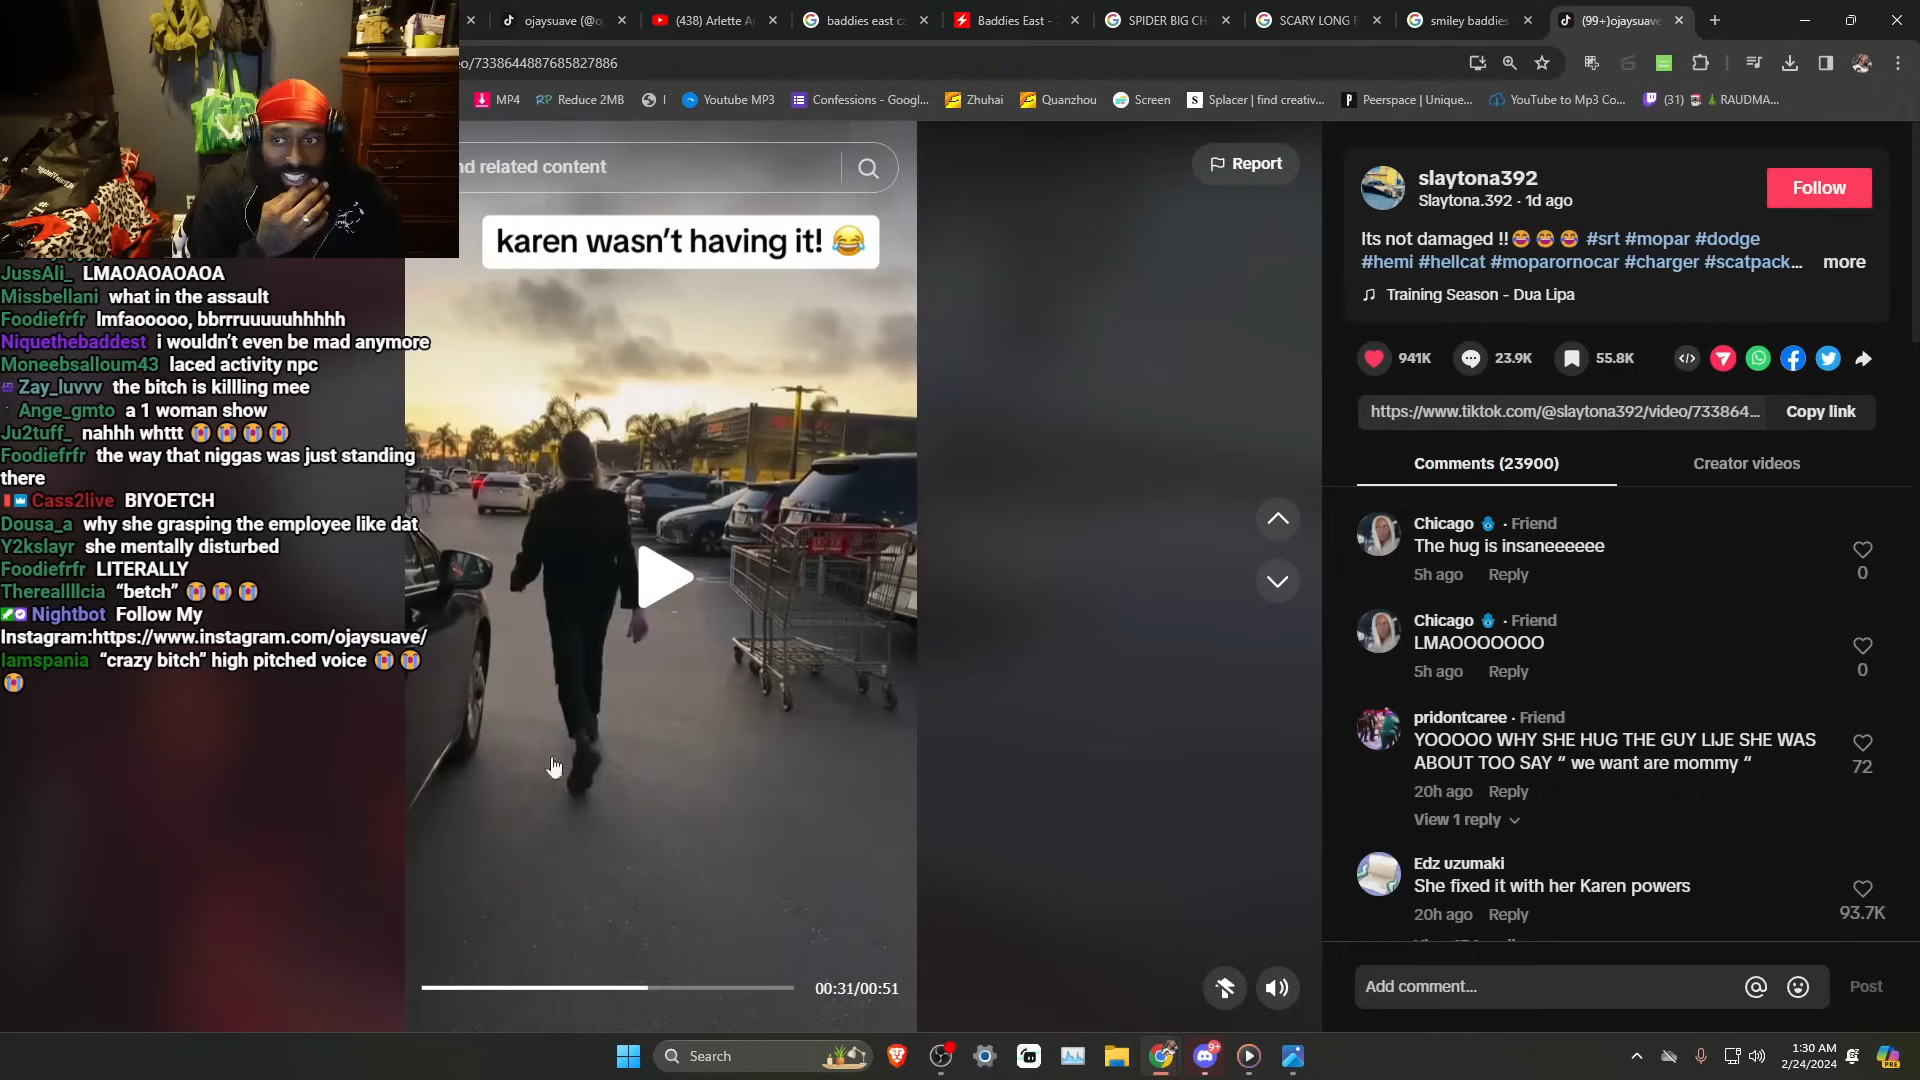 ojaysuave (@o
(438) Arlette A
baddies east ca
Baddies East -
SPIDER BIG CH
SCARY LONG F
smiley baddies
(99+)ojaysuave
eo/7338644887685827886
MP4
Reduce 2MB
Youtube MP3
Confessions - Googl...
Zhuhai
Quanzhou
Screen
Splacer | find creativ...
Peerspace | Unique...
YouTube to Mp3 Co...
(31) 🎅🏿 🎄 RAUDMA...
nd related content
Report
karen wasn't having it! 😂
JussAli_ LMAOAOAOAOA
Missbellani what in the assault
Foodiefrfr lmfaooooo, bbrrruuuuuhhhhh
Niquethebaddest i wouldn't even be mad anymore
Moneebsalloum43 laced activity npc
Zay_luvvv the bitch is killling mee
Ange_gmto a 1 woman show
Ju2tuff_ nahhh whttt 😭😭😭😭
Foodiefrfr the way that niggas was just standing
there
Cass2live BIYOETCH
Dousa_a why she grasping the employee like dat
Y2kslayr she mentally disturbed
Foodiefrfr LITERALLY
Thereallllcia “betch” 😭😭😭
Nightbot Follow My
Instagram:https://www.instagram.com/ojaysuave/
Iamspania “crazy bitch” high pitched voice 😭😭
😭
00:31/00:51
slaytona392
Slaytona.392 · 1d ago
Follow
Its not damaged !!😂😂😂 #srt #mopar #dodge
#hemi #hellcat #moparornocar #charger #scatpack... more
Training Season - Dua Lipa
941K
23.9K
55.8K
https://www.tiktok.com/@slaytona392/video/733864...
Copy link
Comments (23900)
Creator videos
Chicago 🪬 · Friend
The hug is insaneeeeee
5h ago Reply
0
Chicago 🪬 · Friend
LMAOOOOOOO
5h ago Reply
0
pridontcaree · Friend
YOOOOO WHY SHE HUG THE GUY LIJE SHE WAS
ABOUT TOO SAY “ we want are mommy “
72
20h ago Reply
View 1 reply
Edz uzumaki
She fixed it with her Karen powers
20h ago Reply
93.7K
Add comment...
Post
Search
9+
1:30 AM
2/24/2024
PRE